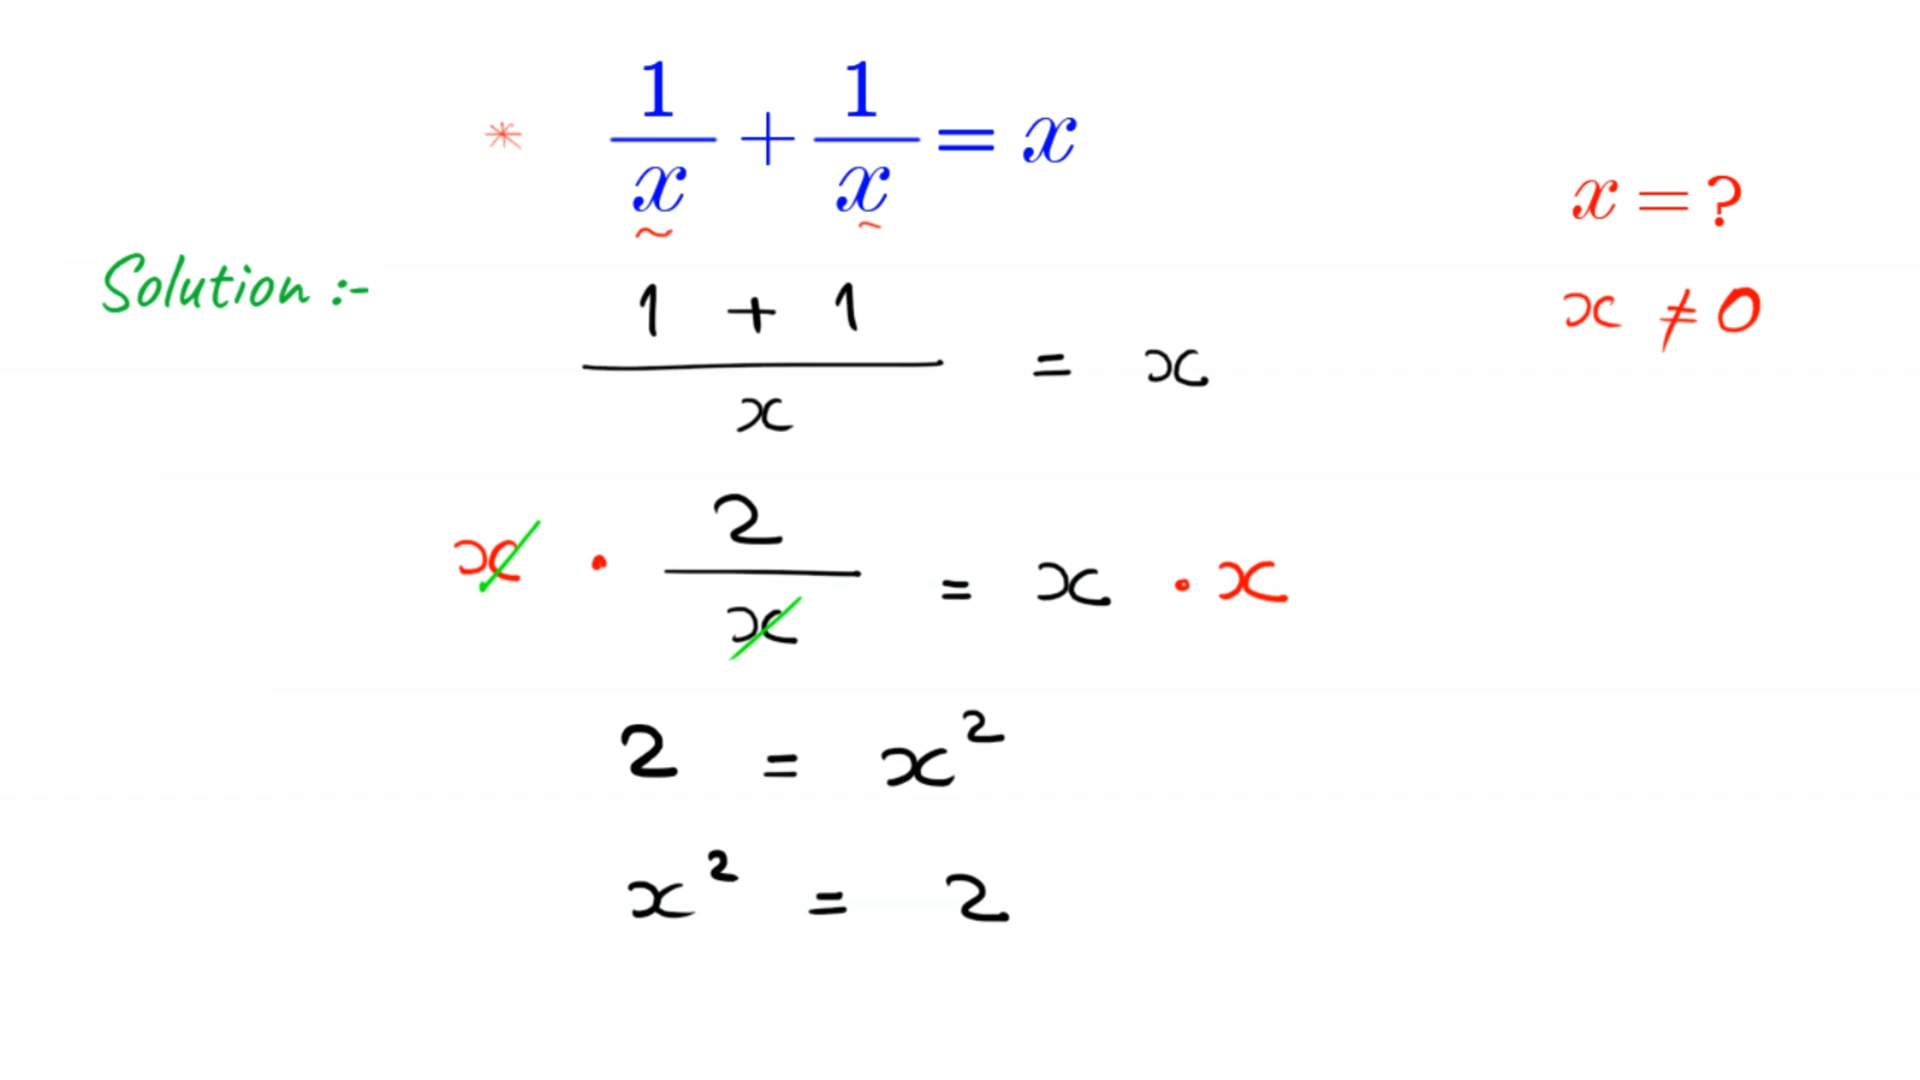 * 1/x + 1/x = x
x = ?
x ≠ 0
Solution :-
(1 + 1)/x = x
x · 2/x = x · x
2 = x²
x² = 2